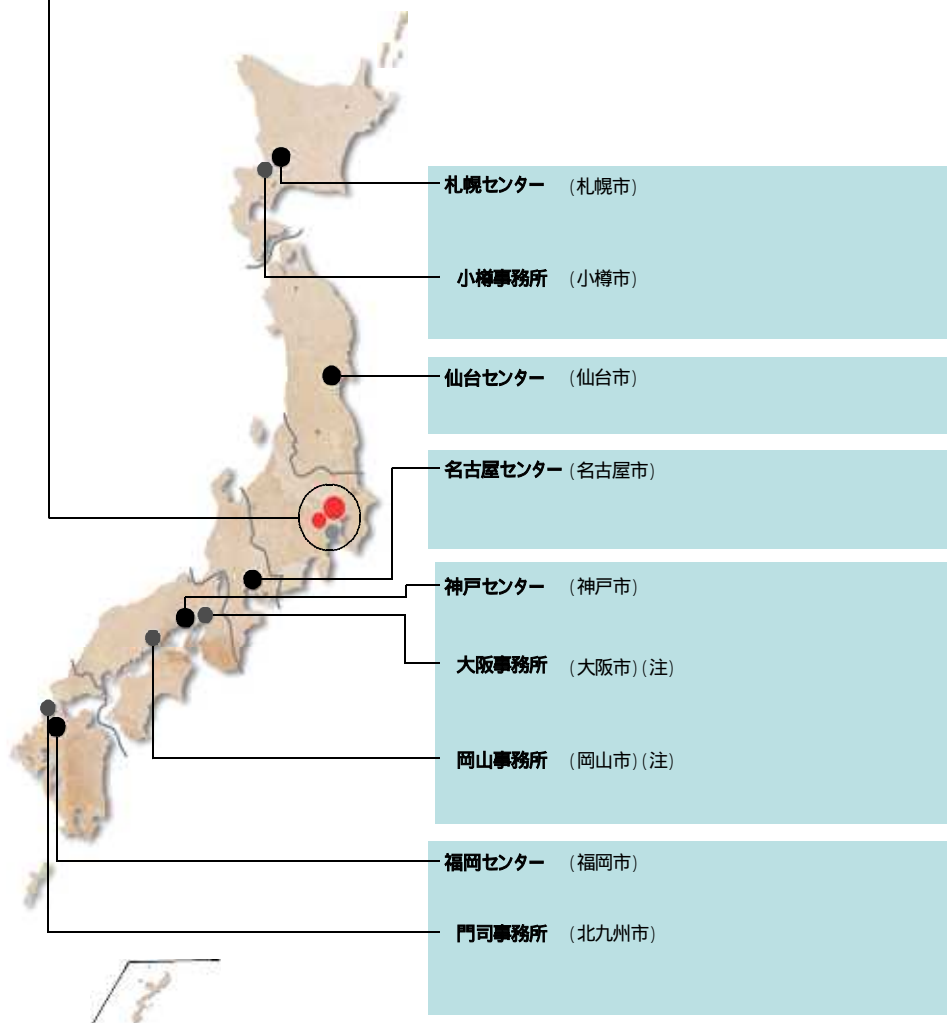 札幌センター (札幌市)
小樽事務所 (小樽市)
仙台センター (仙台市)
名古屋センター (名古屋市)
神戸センター (神戸市)
大阪事務所 (大阪市)(注)
岡山事務所 (岡山市)(注)
福岡センター (福岡市)
門司事務所 (北九州市)